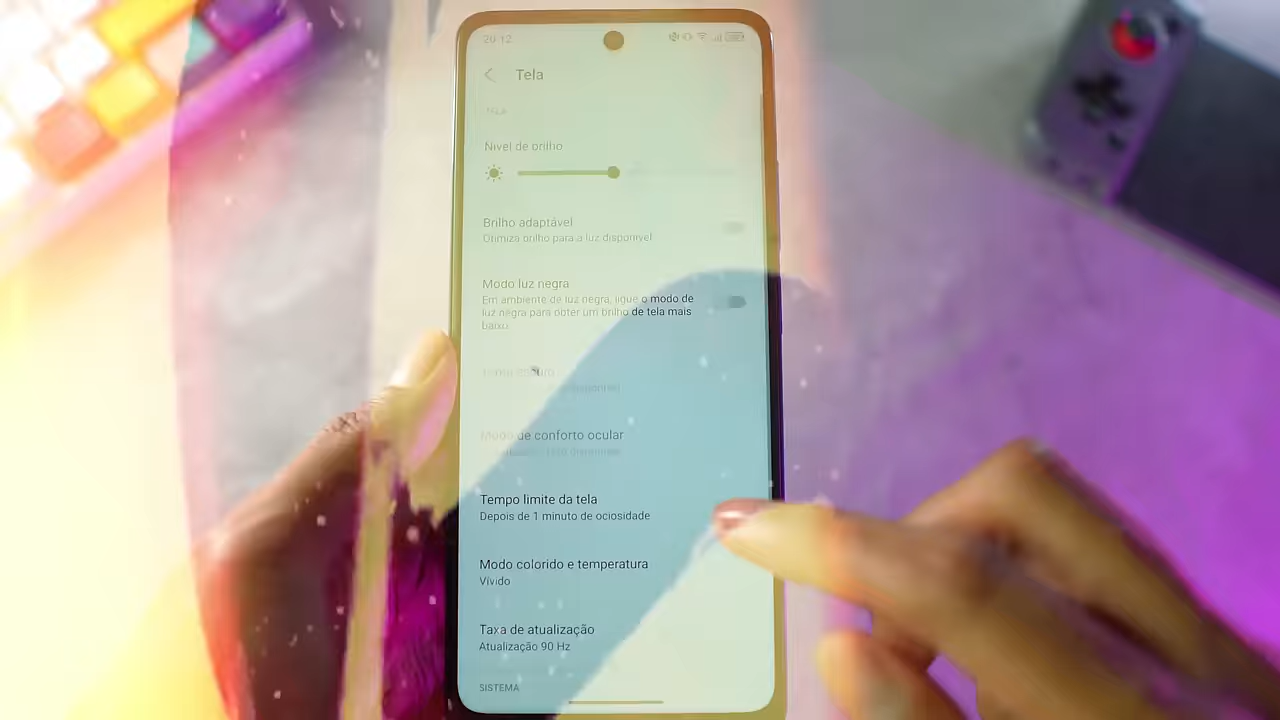 20:12
Tela
TELA
Nível de brilho
Brilho adaptável
Otimiza brilho para a luz disponível
Modo luz negra
Em ambiente de luz negra, ligue o modo de
luz negra para obter um brilho de tela mais
baixo.
Modo de conforto ocular
Tempo limite da tela
Depois de 1 minuto de ociosidade
Modo colorido e temperatura
Vívido
Taxa de atualização
Atualização 90 Hz
SISTEMA